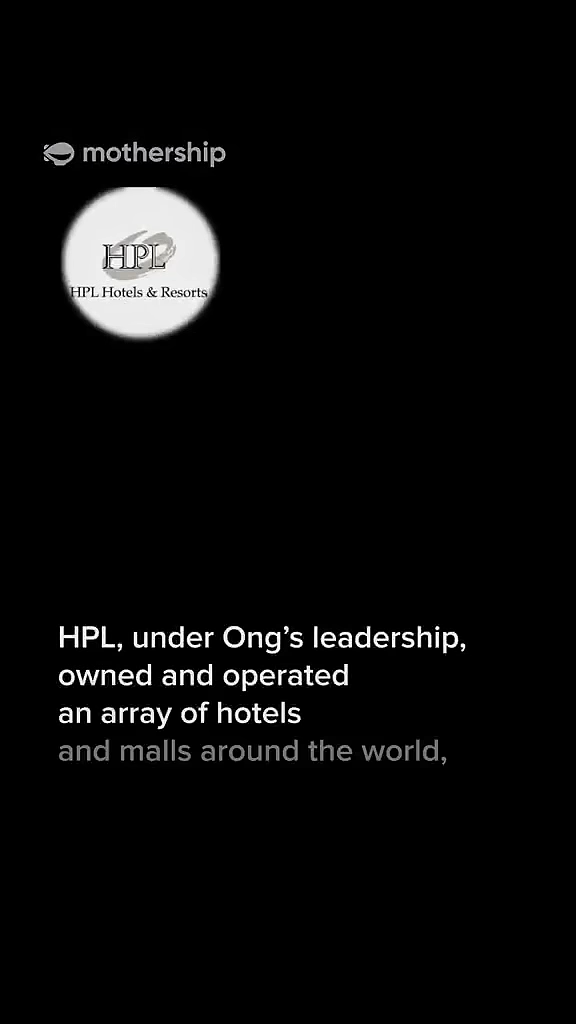 mothership
HPL
HPL Hotels & Resorts
HPL, under Ong’s leadership,
owned and operated
an array of hotels
and malls around the world,